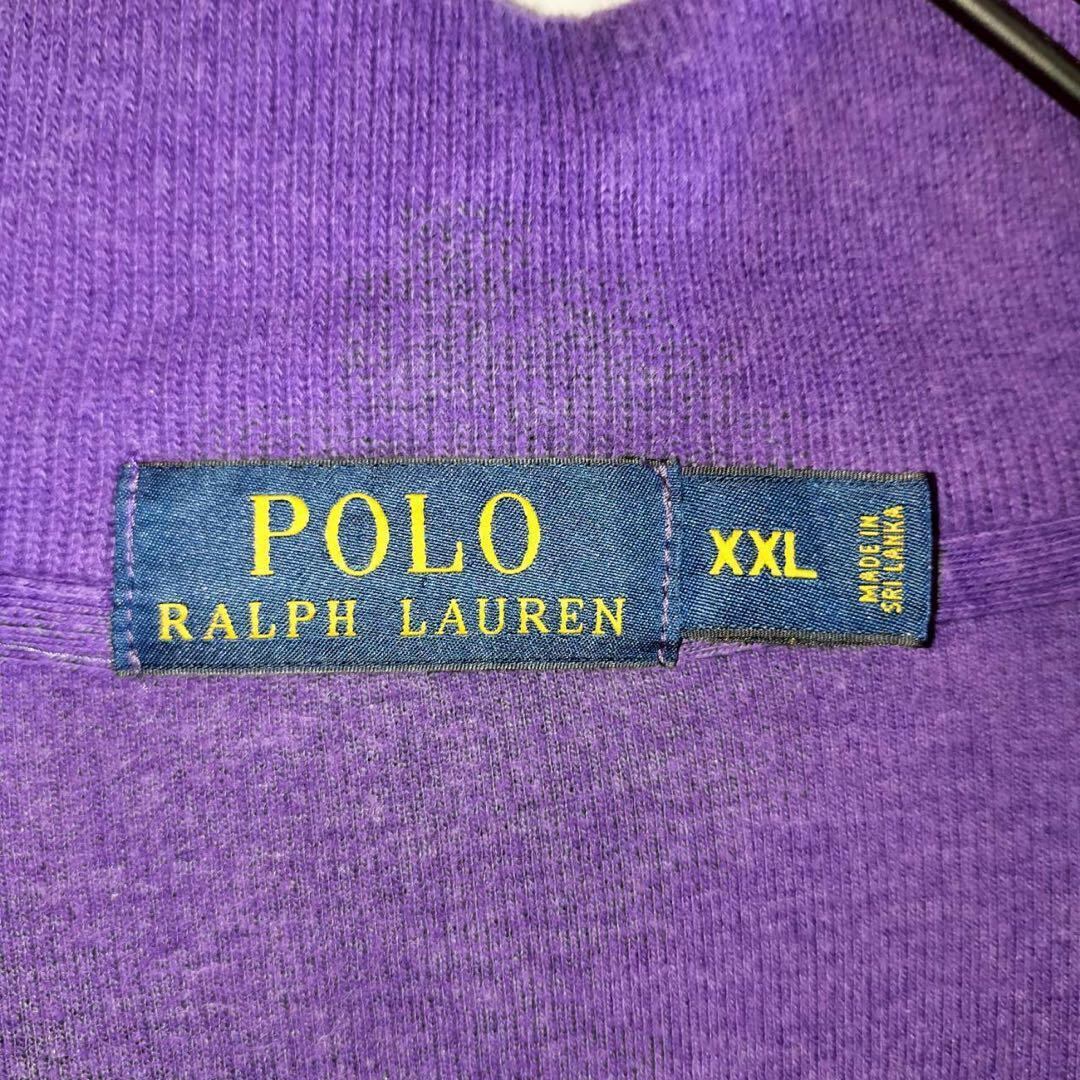 POLO
RALPH LAUREN
XXL
MADE IN
SRI LANKA